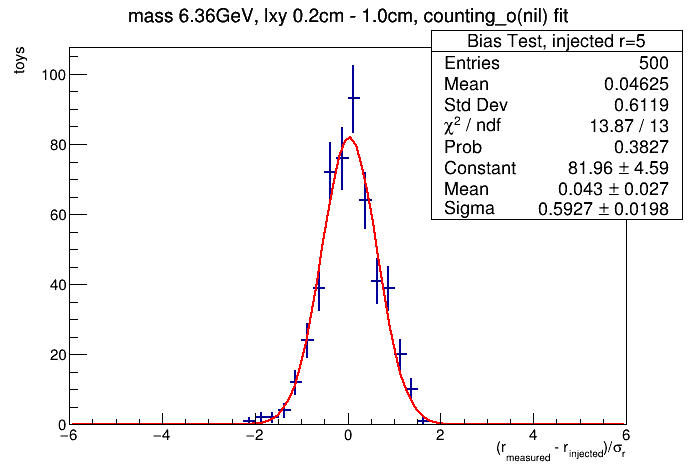 mass 6.36GeV, lxy 0.2cm - 1.0cm, counting_o(nil) fit
toys
Bias Test, injected r=5
Entries 500
Mean 0.04625
Std Dev 0.6119
χ² / ndf 13.87 / 13
Prob 0.3827
Constant 81.96 ± 4.59
Mean 0.043 ± 0.027
Sigma 0.5927 ± 0.0198
100
80
60
40
20
0
−6 −4 −2 0 2 4 6
(r_measured - r_injected)/σ_r